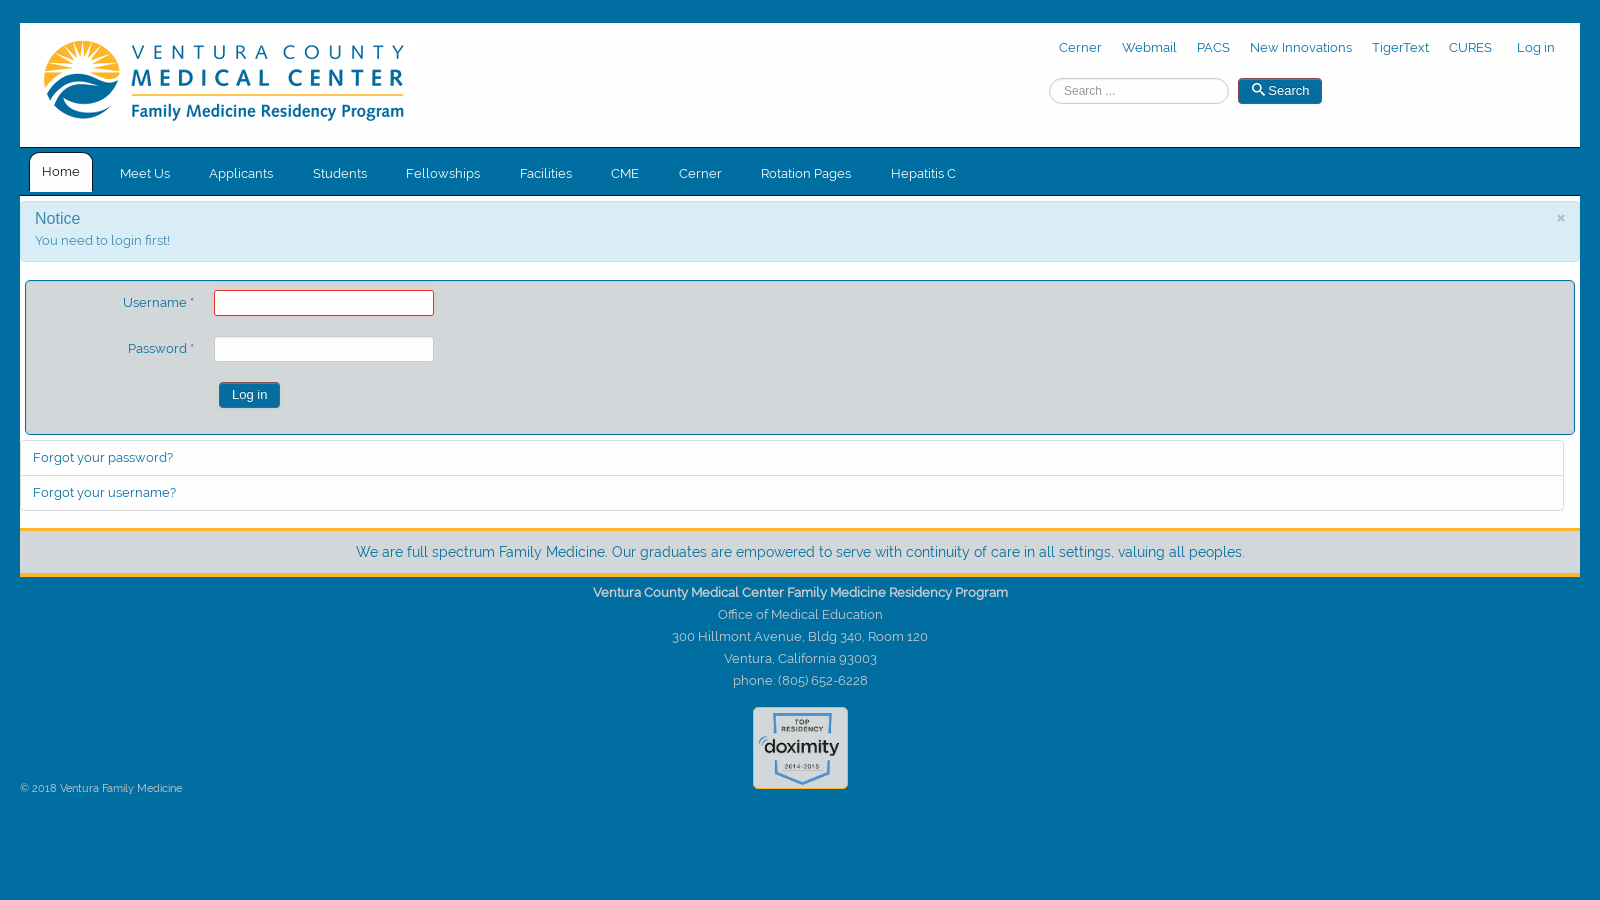 VENTURA COUNTY
MEDICAL CENTER
Family Medicine Residency Program
Cerner Webmail PACS New Innovations TigerText CURES Log in
Search ... Search
Home Meet Us Applicants Students Fellowships Facilities CME Cerner Rotation Pages Hepatitis C
Notice ×
You need to login first!
Username *
Password *
Log in
Forgot your password?
Forgot your username?
We are full spectrum Family Medicine. Our graduates are empowered to serve with continuity of care in all settings, valuing all peoples.
Ventura County Medical Center Family Medicine Residency Program
Office of Medical Education
300 Hillmont Avenue, Bldg 340, Room 120
Ventura, California 93003
phone: (805) 652-6228
TOP
RESIDENCY
doximity
2014-2015
© 2018 Ventura Family Medicine